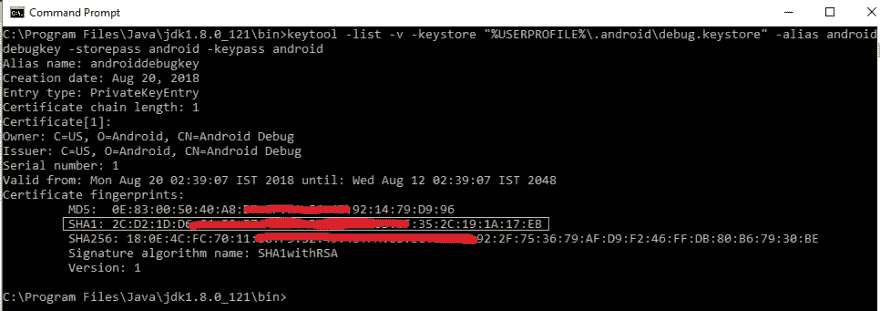 Command Prompt
C:\Program Files\Java\jdk1.8.0_121\bin>keytool -list -v -keystore "%USERPROFILE%\.android\debug.keystore" -alias android
debugkey -storepass android -keypass android
Alias name: androiddebugkey
Creation date: Aug 20, 2018
Entry type: PrivateKeyEntry
Certificate chain length: 1
Certificate[1]:
Owner: C=US, O=Android, CN=Android Debug
Issuer: C=US, O=Android, CN=Android Debug
Serial number: 1
Valid from: Mon Aug 20 02:39:07 IST 2018 until: Wed Aug 12 02:39:07 IST 2048
Certificate fingerprints:
MD5: 0E:83:00:50:40:A8: 92:14:79:D9:96
SHA1: 2C:D2:1D:D6 :35:2C:19:1A:17:EB
SHA256: 18:0E:4C:FC:70:11: 92:2F:75:36:79:AF:D9:F2:46:FF:DB:80:B6:79:30:BE
Signature algorithm name: SHA1withRSA
Version: 1
C:\Program Files\Java\jdk1.8.0_121\bin>